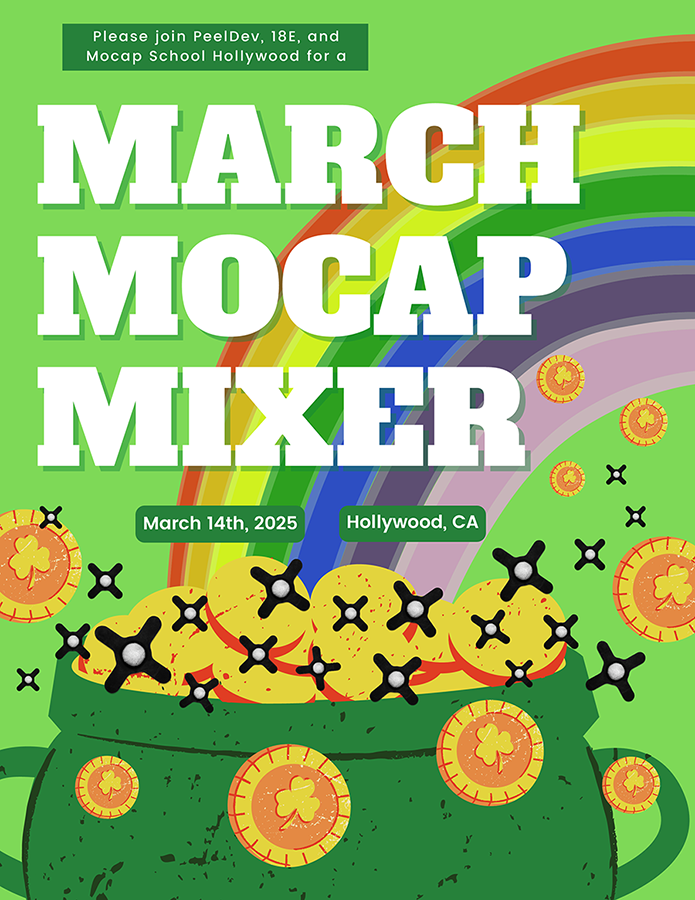 Please join PeelDev, 18E, and
Mocap School Hollywood for a
MARCH
MOCAP
MIXER
March 14th, 2025
Hollywood, CA